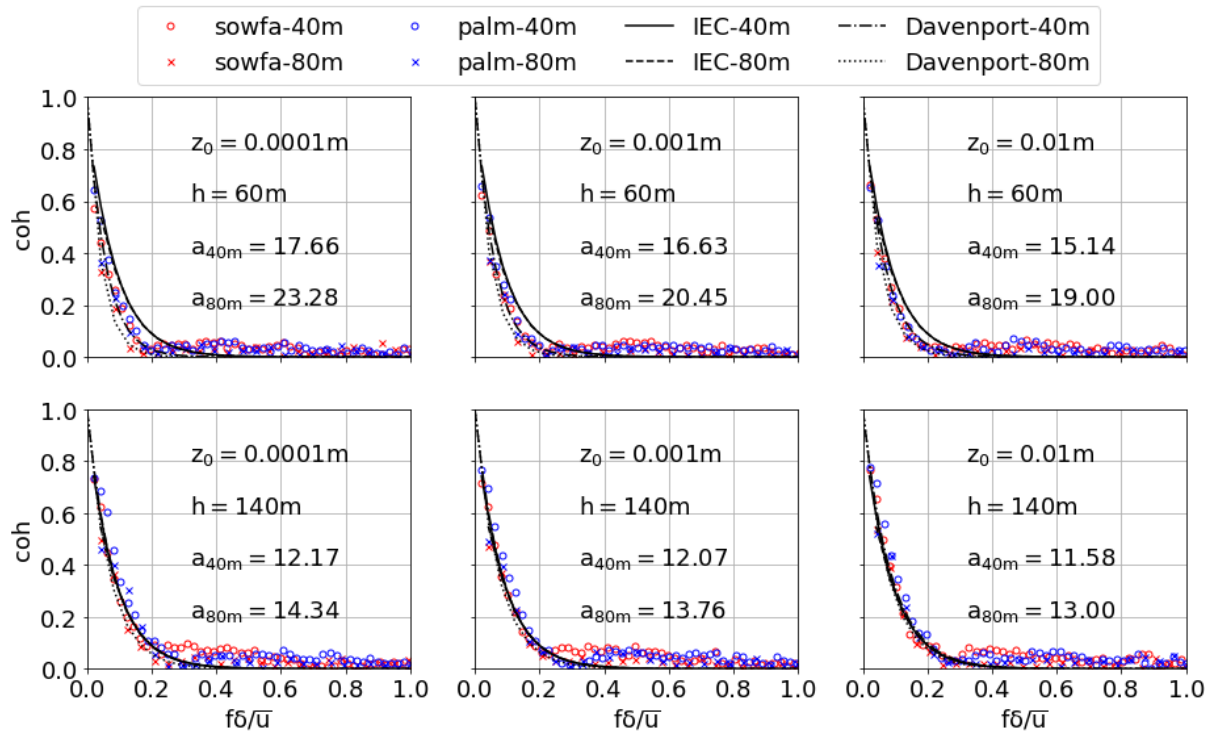 sowfa-40m palm-40m IEC-40m Davenport-40m
sowfa-80m palm-80m IEC-80m Davenport-80m
1.0
0.8
0.6
0.4
0.2
0.0
coh
z₀ = 0.0001m
h = 60m
a₄₀ₘ = 17.66
a₈₀ₘ = 23.28
z₀ = 0.001m
h = 60m
a₄₀ₘ = 16.63
a₈₀ₘ = 20.45
z₀ = 0.01m
h = 60m
a₄₀ₘ = 15.14
a₈₀ₘ = 19.00
1.0
0.8
0.6
0.4
0.2
0.0
coh
z₀ = 0.0001m
h = 140m
a₄₀ₘ = 12.17
a₈₀ₘ = 14.34
0.0 0.2 0.4 0.6 0.8 1.0
fδ/u̅
z₀ = 0.001m
h = 140m
a₄₀ₘ = 12.07
a₈₀ₘ = 13.76
0.0 0.2 0.4 0.6 0.8 1.0
fδ/u̅
z₀ = 0.01m
h = 140m
a₄₀ₘ = 11.58
a₈₀ₘ = 13.00
0.0 0.2 0.4 0.6 0.8 1.0
fδ/u̅